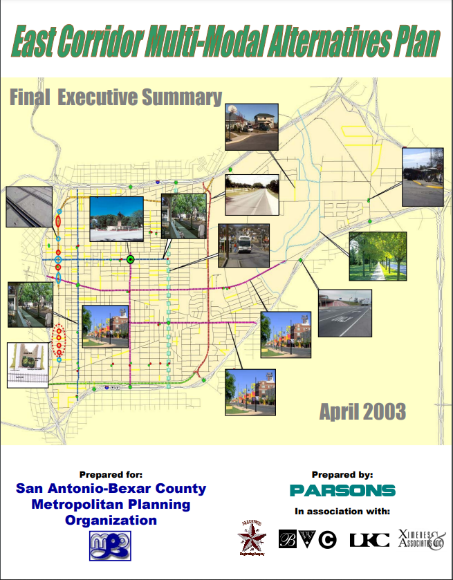 East Corridor Multi-Modal Alternatives Plan
Final Executive Summary
April 2003
Prepared for:
San Antonio-Bexar County
Metropolitan Planning
Organization
Prepared by:
PARSONS
In association with:
BWC
LKC
XIMENES
ASSOCIATES